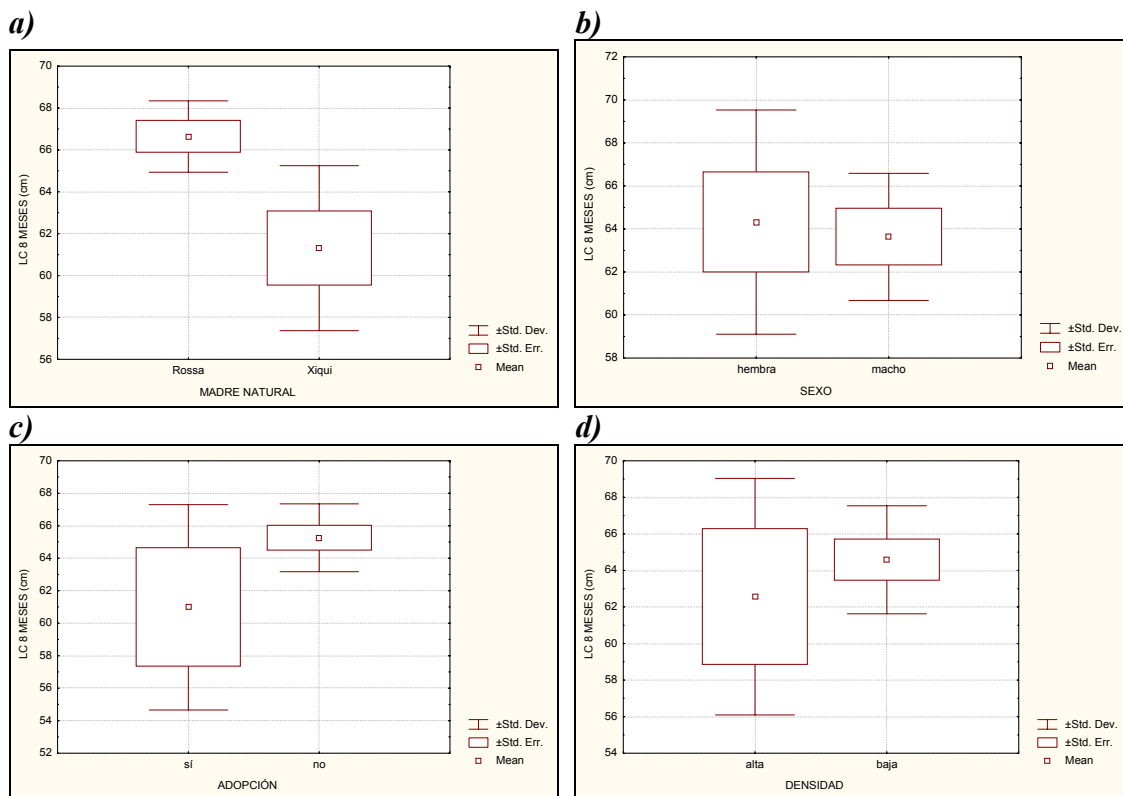 a)
70
68
66
64
62
60
58
56
LC 8 MESES (cm)
Rossa Xiqui
MADRE NATURAL
±Std. Dev.
±Std. Err.
Mean
b)
72
70
68
66
64
62
60
58
LC 8 MESES (cm)
hembra macho
SEXO
±Std. Dev.
±Std. Err.
Mean
c)
70
68
66
64
62
60
58
56
54
52
LC 8 MESES (cm)
sí no
ADOPCIÓN
±Std. Dev.
±Std. Err.
Mean
d)
70
68
66
64
62
60
58
56
54
LC 8 MESES (cm)
alta baja
DENSIDAD
±Std. Dev.
±Std. Err.
Mean